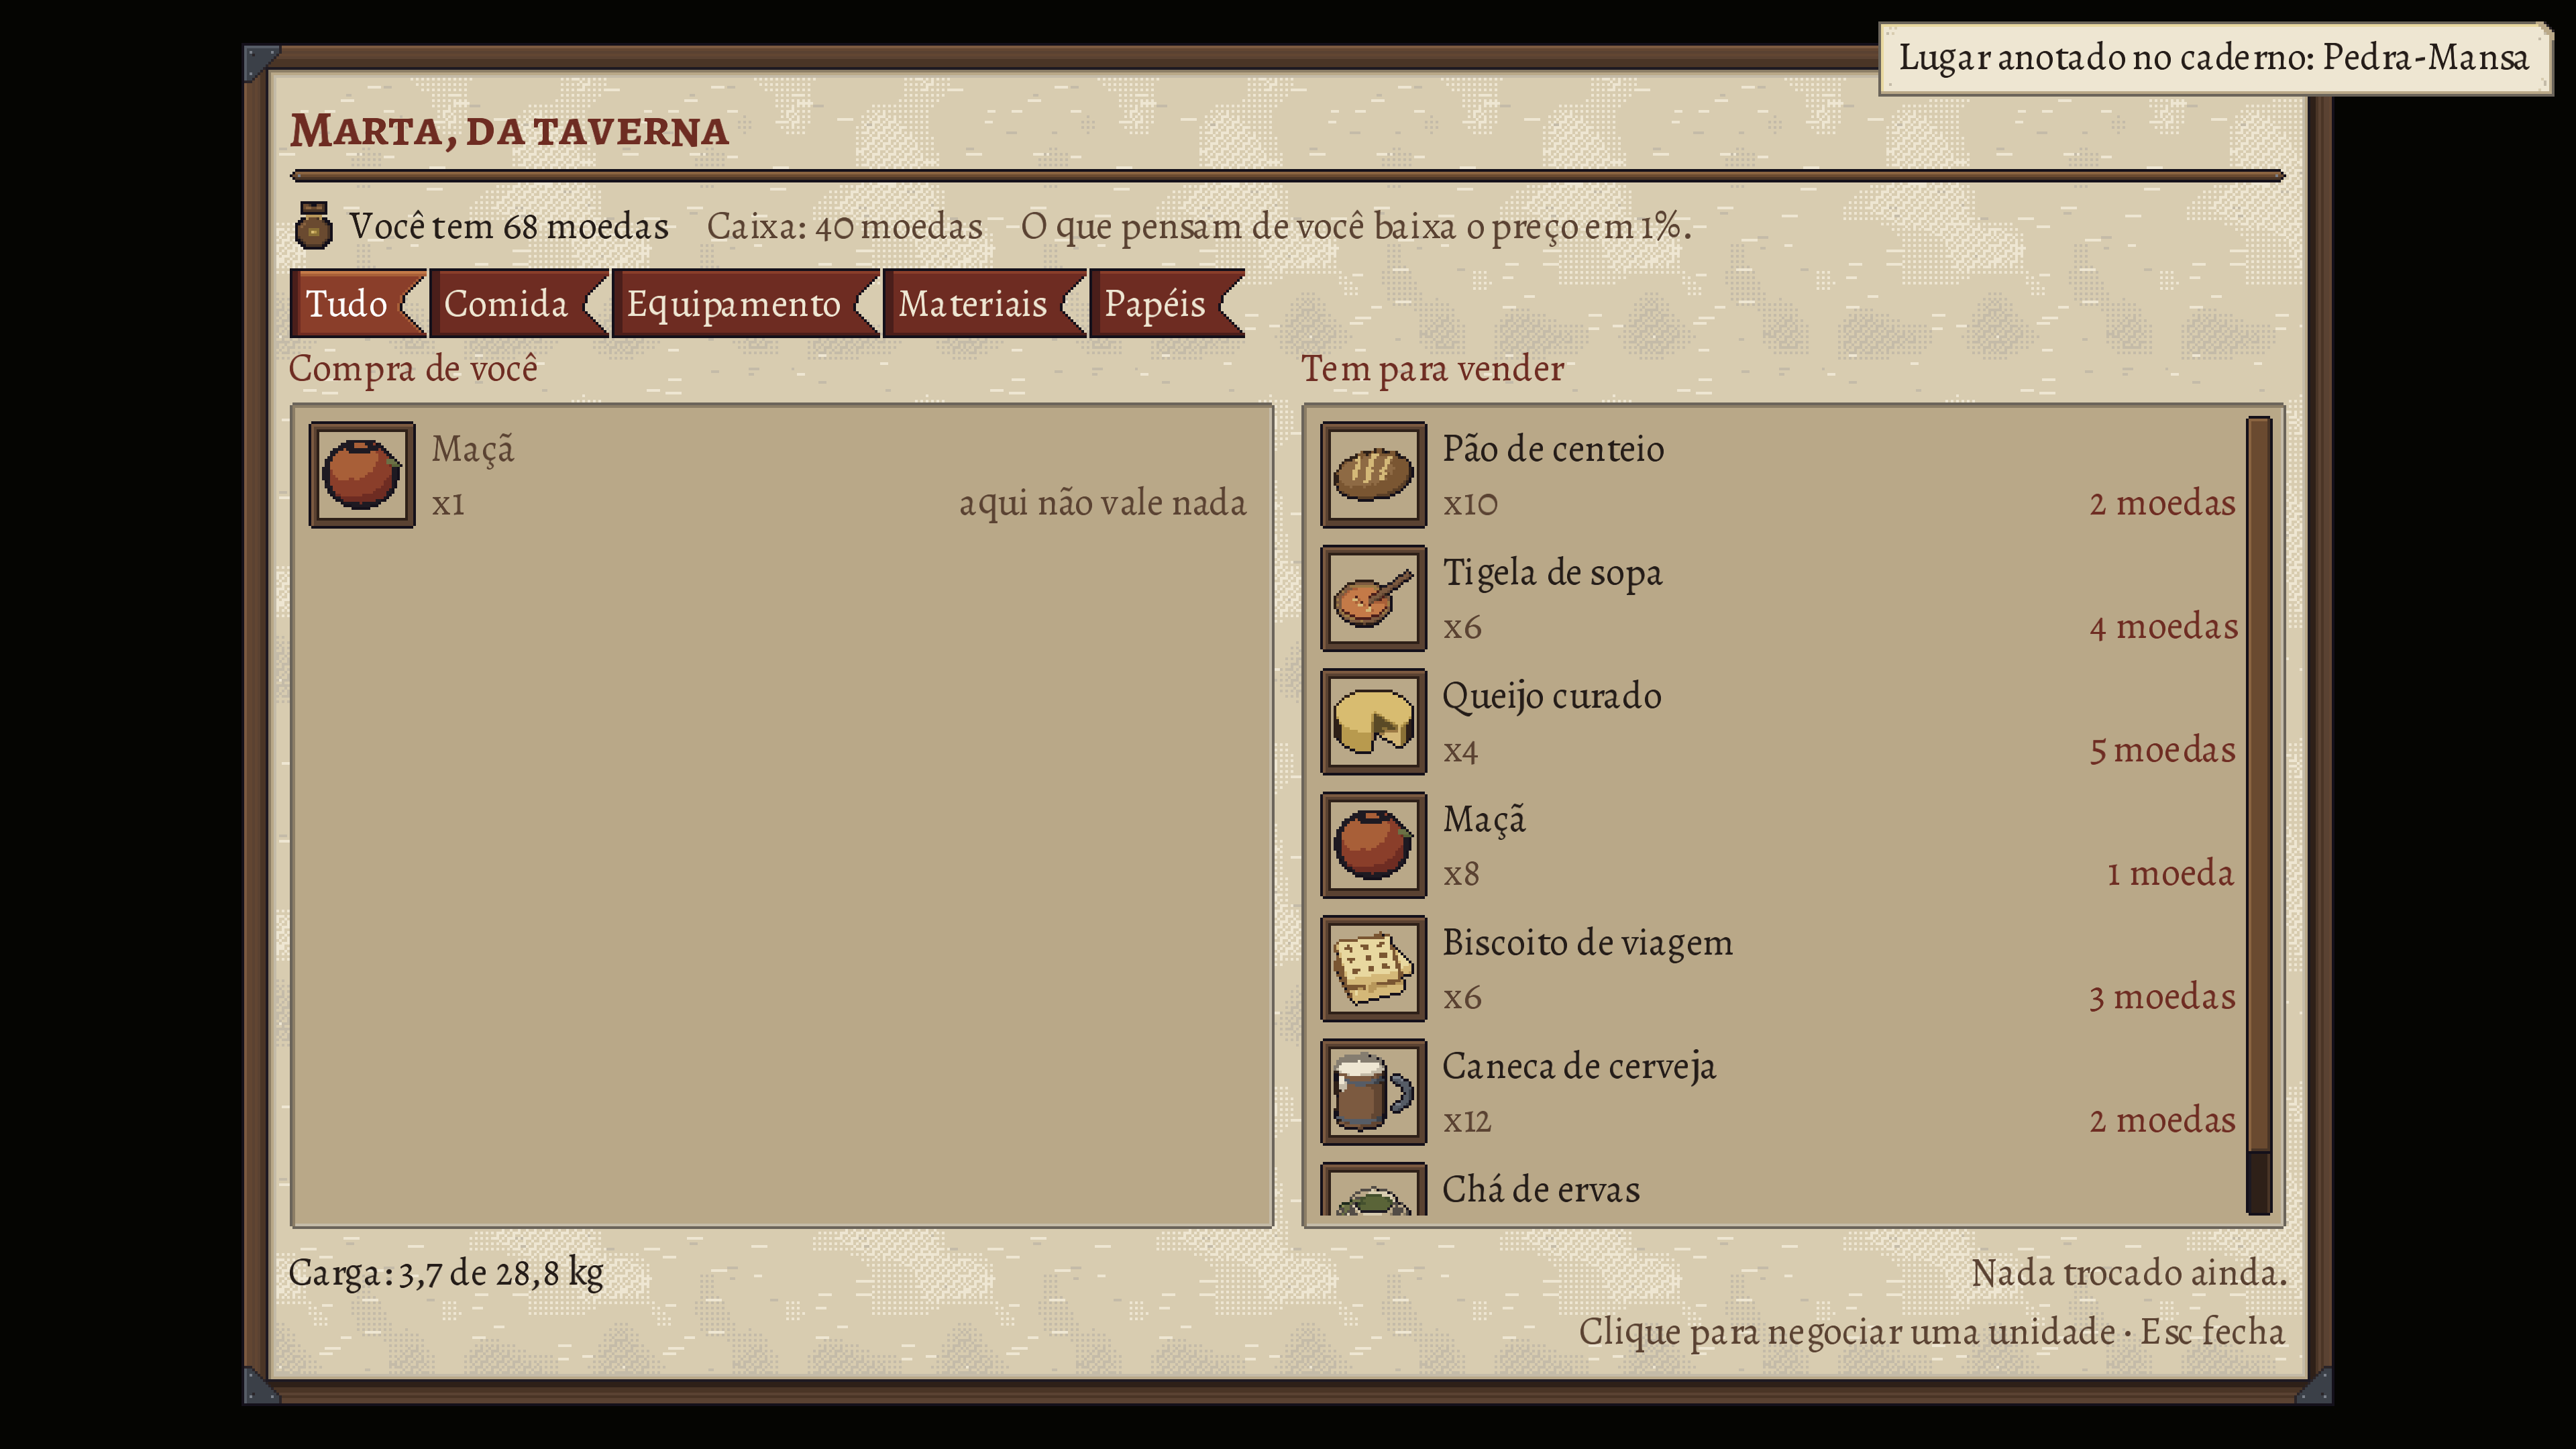 Lugar anotado no caderno: Pedra-Mansa
Marta, da taverna
Você tem 68 moedas Caixa: 40 moedas O que pensam de você baixa o preço em 1%.
Tudo Comida Equipamento Materiais Papéis
Compra de você
Maçã
x1 aqui não vale nada
Tem para vender
Pão de centeio
x10 2 moedas
Tigela de sopa
x6 4 moedas
Queijo curado
x4 5 moedas
Maçã
x8 1 moeda
Biscoito de viagem
x6 3 moedas
Caneca de cerveja
x12 2 moedas
Chá de ervas
Carga: 3,7 de 28,8 kg
Nada trocado ainda.
Clique para negociar uma unidade · Esc fecha